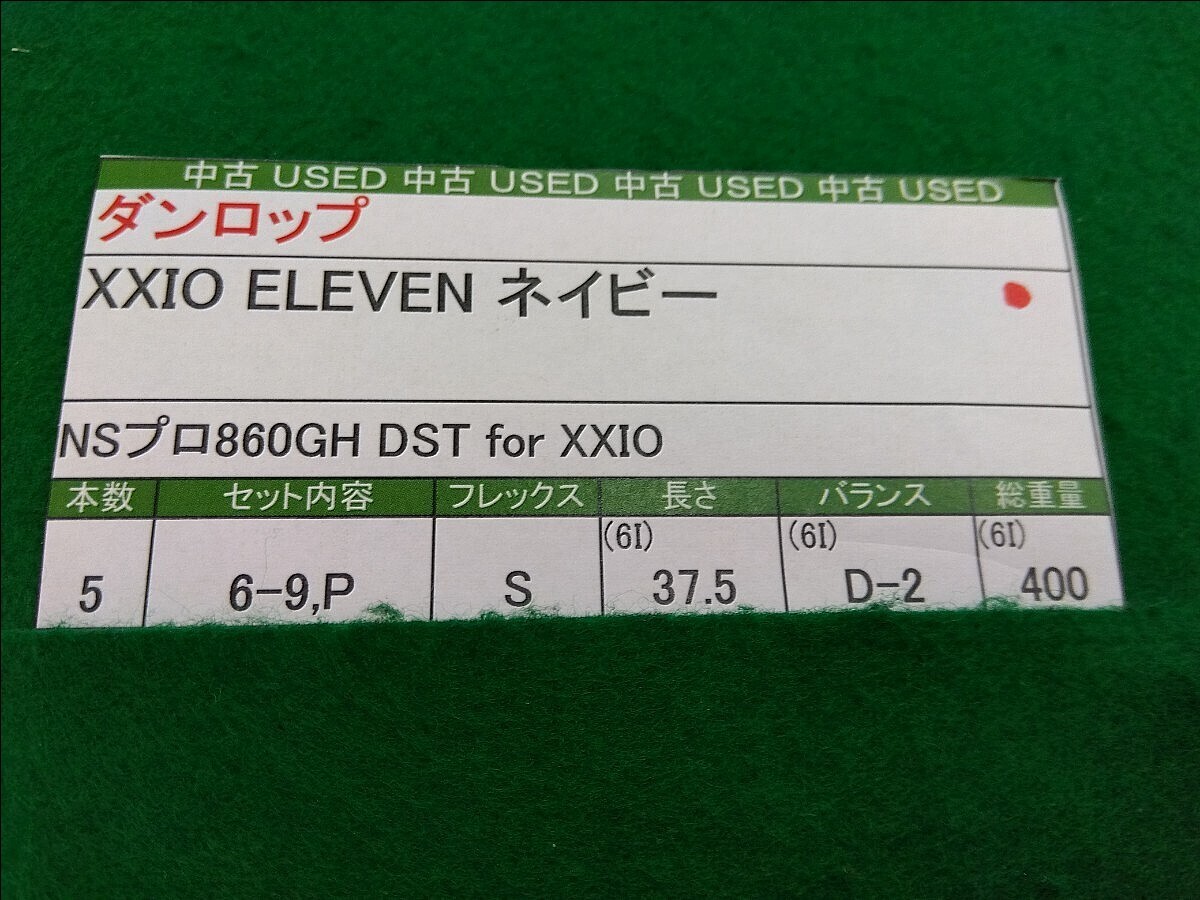 中古 USED 中古 USED 中古 USED 中古 USED
ダンロップ
XXIO ELEVEN ネイビー
NSプロ860GH DST for XXIO
本数 セット内容 フレックス 長さ バランス 総重量
(6I) (6I) (6I)
5 6-9,P S 37.5 D-2 400